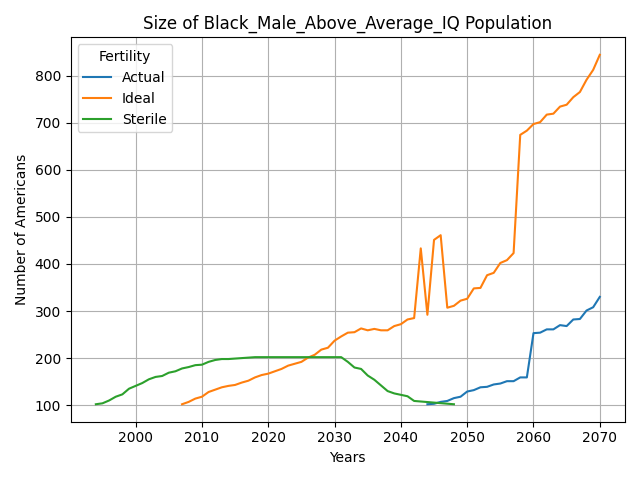 Size of Black_Male_Above_Average_IQ Population
Fertility
Actual
Ideal
Sterile
Number of Americans
800
700
600
500
400
300
200
100
2000 2010 2020 2030 2040 2050 2060 2070
Years